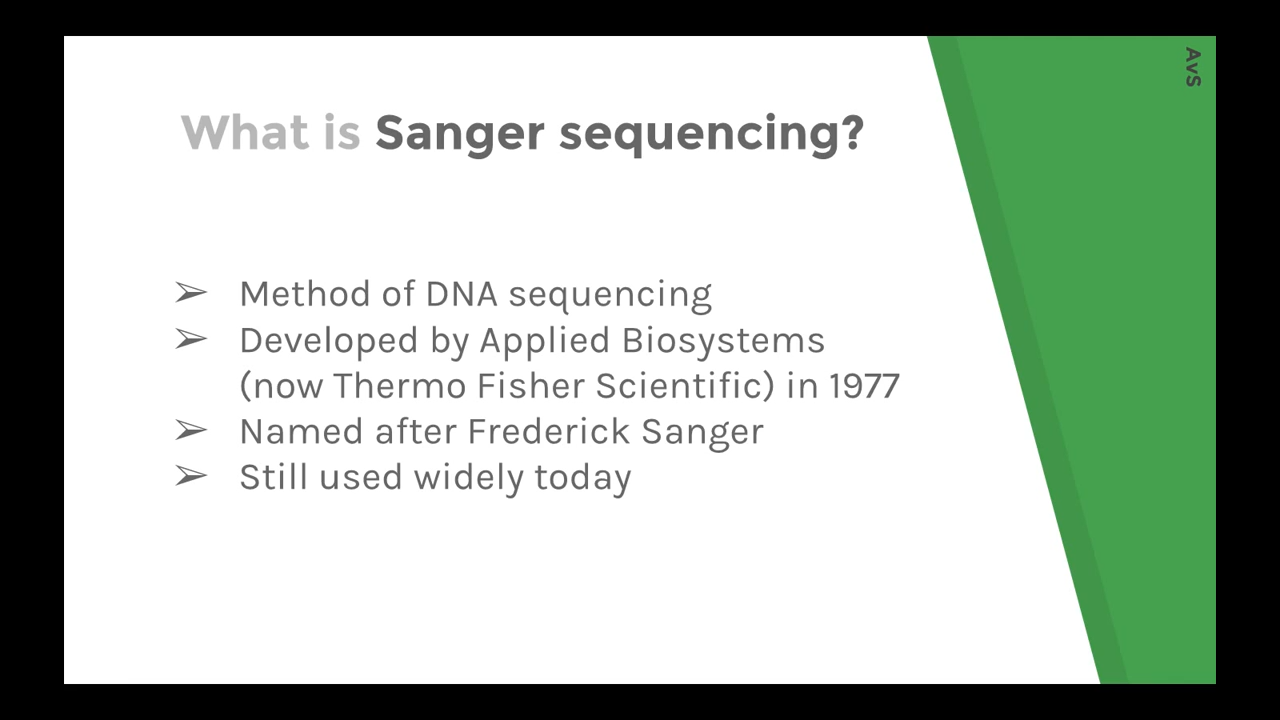 AvS
What is Sanger sequencing?
➢ Method of DNA sequencing
➢ Developed by Applied Biosystems
(now Thermo Fisher Scientific) in 1977
➢ Named after Frederick Sanger
➢ Still used widely today